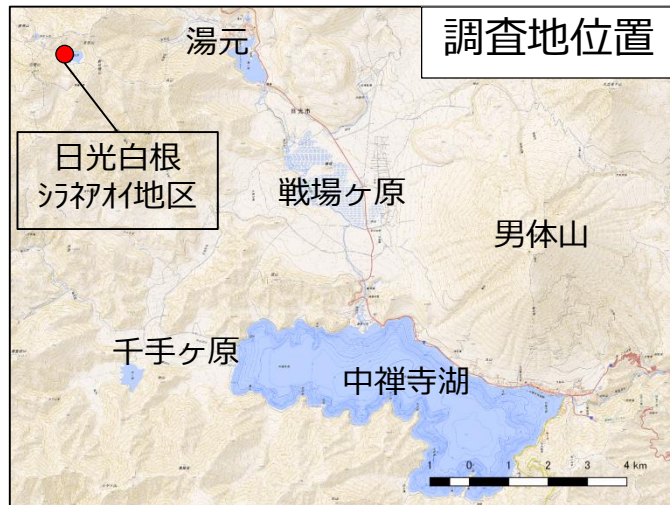 調査地位置
湯元
日光白根
ｼﾗﾈｱｵｲ地区
戦場ヶ原
男体山
千手ヶ原
中禅寺湖
1 0 1 2 3 4 km